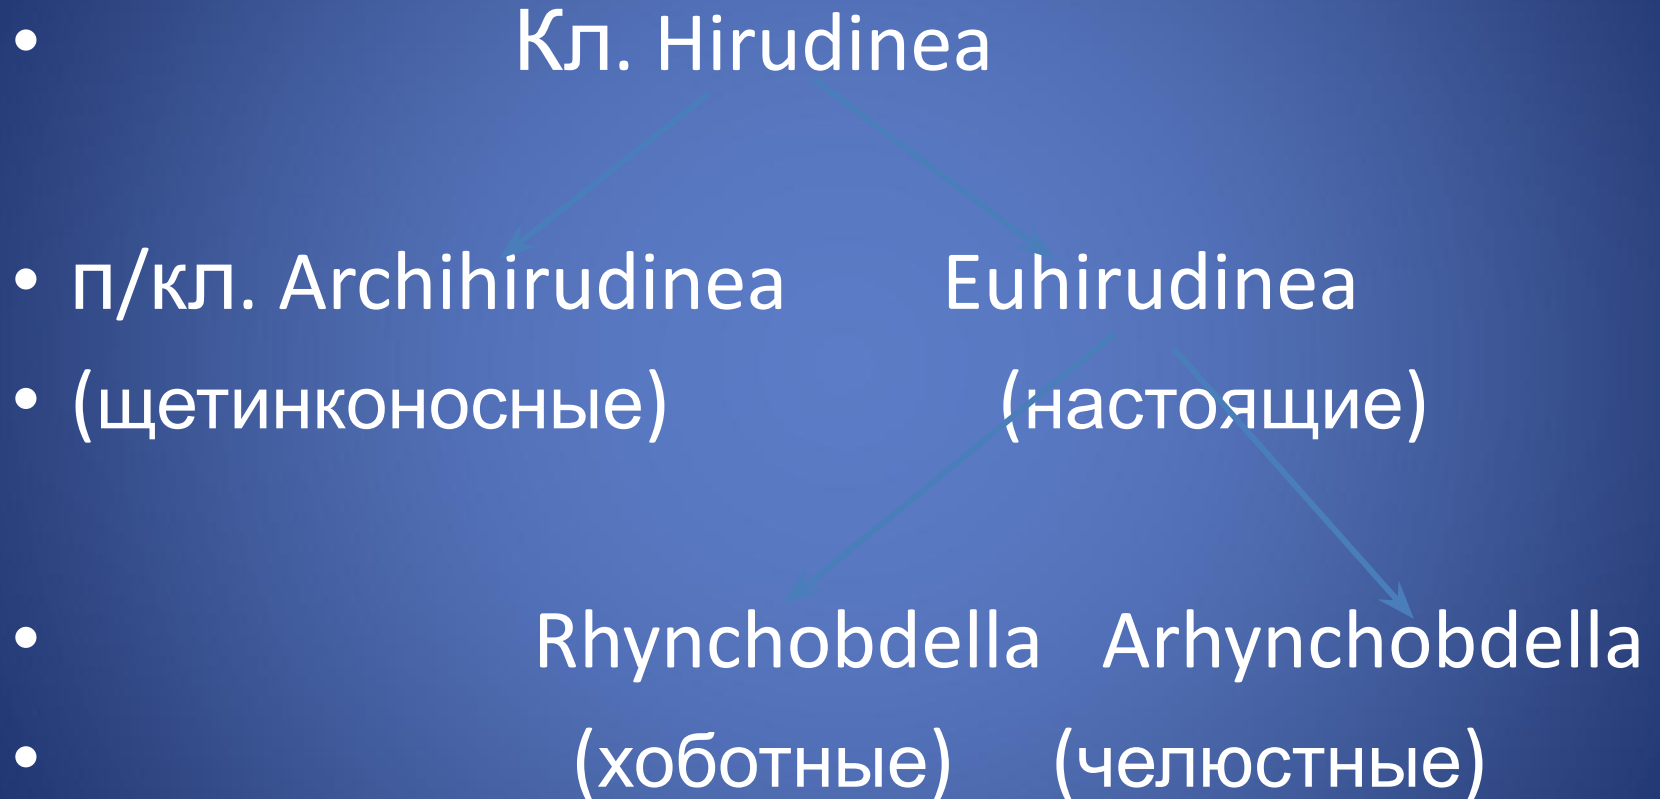 • Кл. Hirudinea
• п/кл. Archihirudinea Euhirudinea
• (щетинконосные) (настоящие)
• Rhynchobdella Arhynchobdella
• (хоботные) (челюстные)